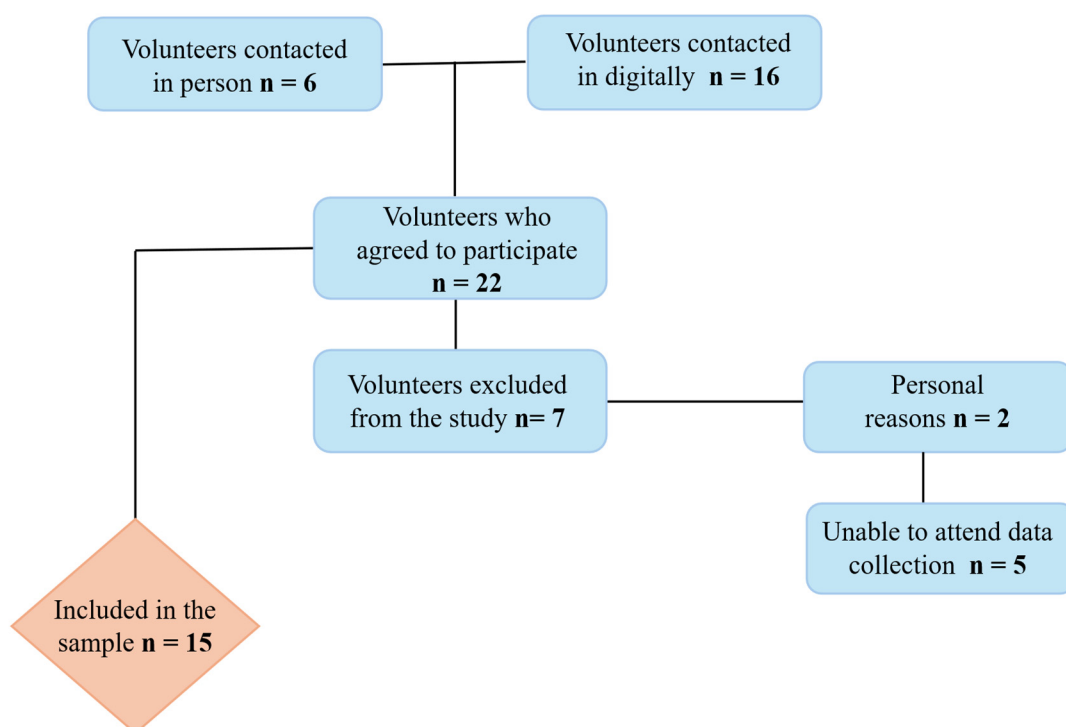 Volunteers contacted
in person n = 6
Volunteers contacted
in digitally n = 16
Volunteers who
agreed to participate
n = 22
Volunteers excluded
from the study n= 7
Personal
reasons n = 2
Unable to attend data
collection n = 5
Included in the
sample n = 15